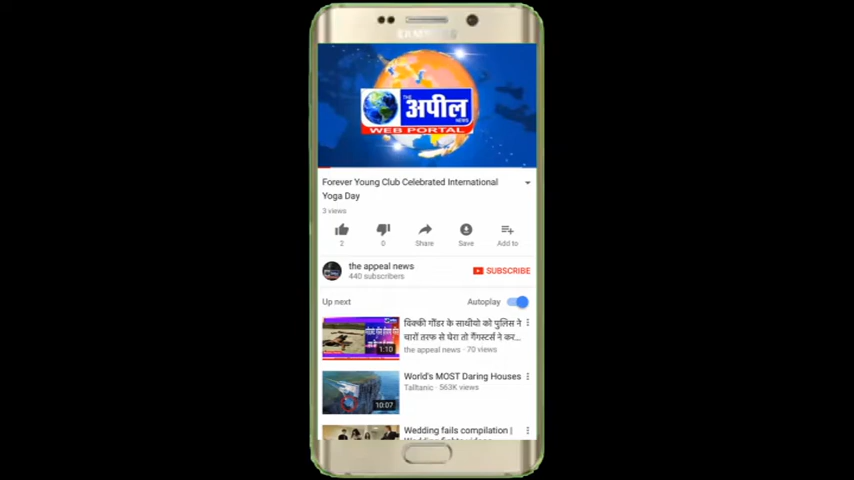 SAMSUNG
THE
अपील
NEWS
WEB PORTAL
Forever Young Club Celebrated International
Yoga Day
3 views
2
0
Share
Save
Add to
the appeal news
440 subscribers
SUBSCRIBE
Up next
Autoplay
विक्की गौंडर के साथीयो को पुलिस ने
चारों तरफ से घेरा तो गैंगस्टर्स ने कर...
the appeal news · 70 views
1:10
World's MOST Daring Houses
Talltanic · 563K views
10:07
Wedding fails compilation |